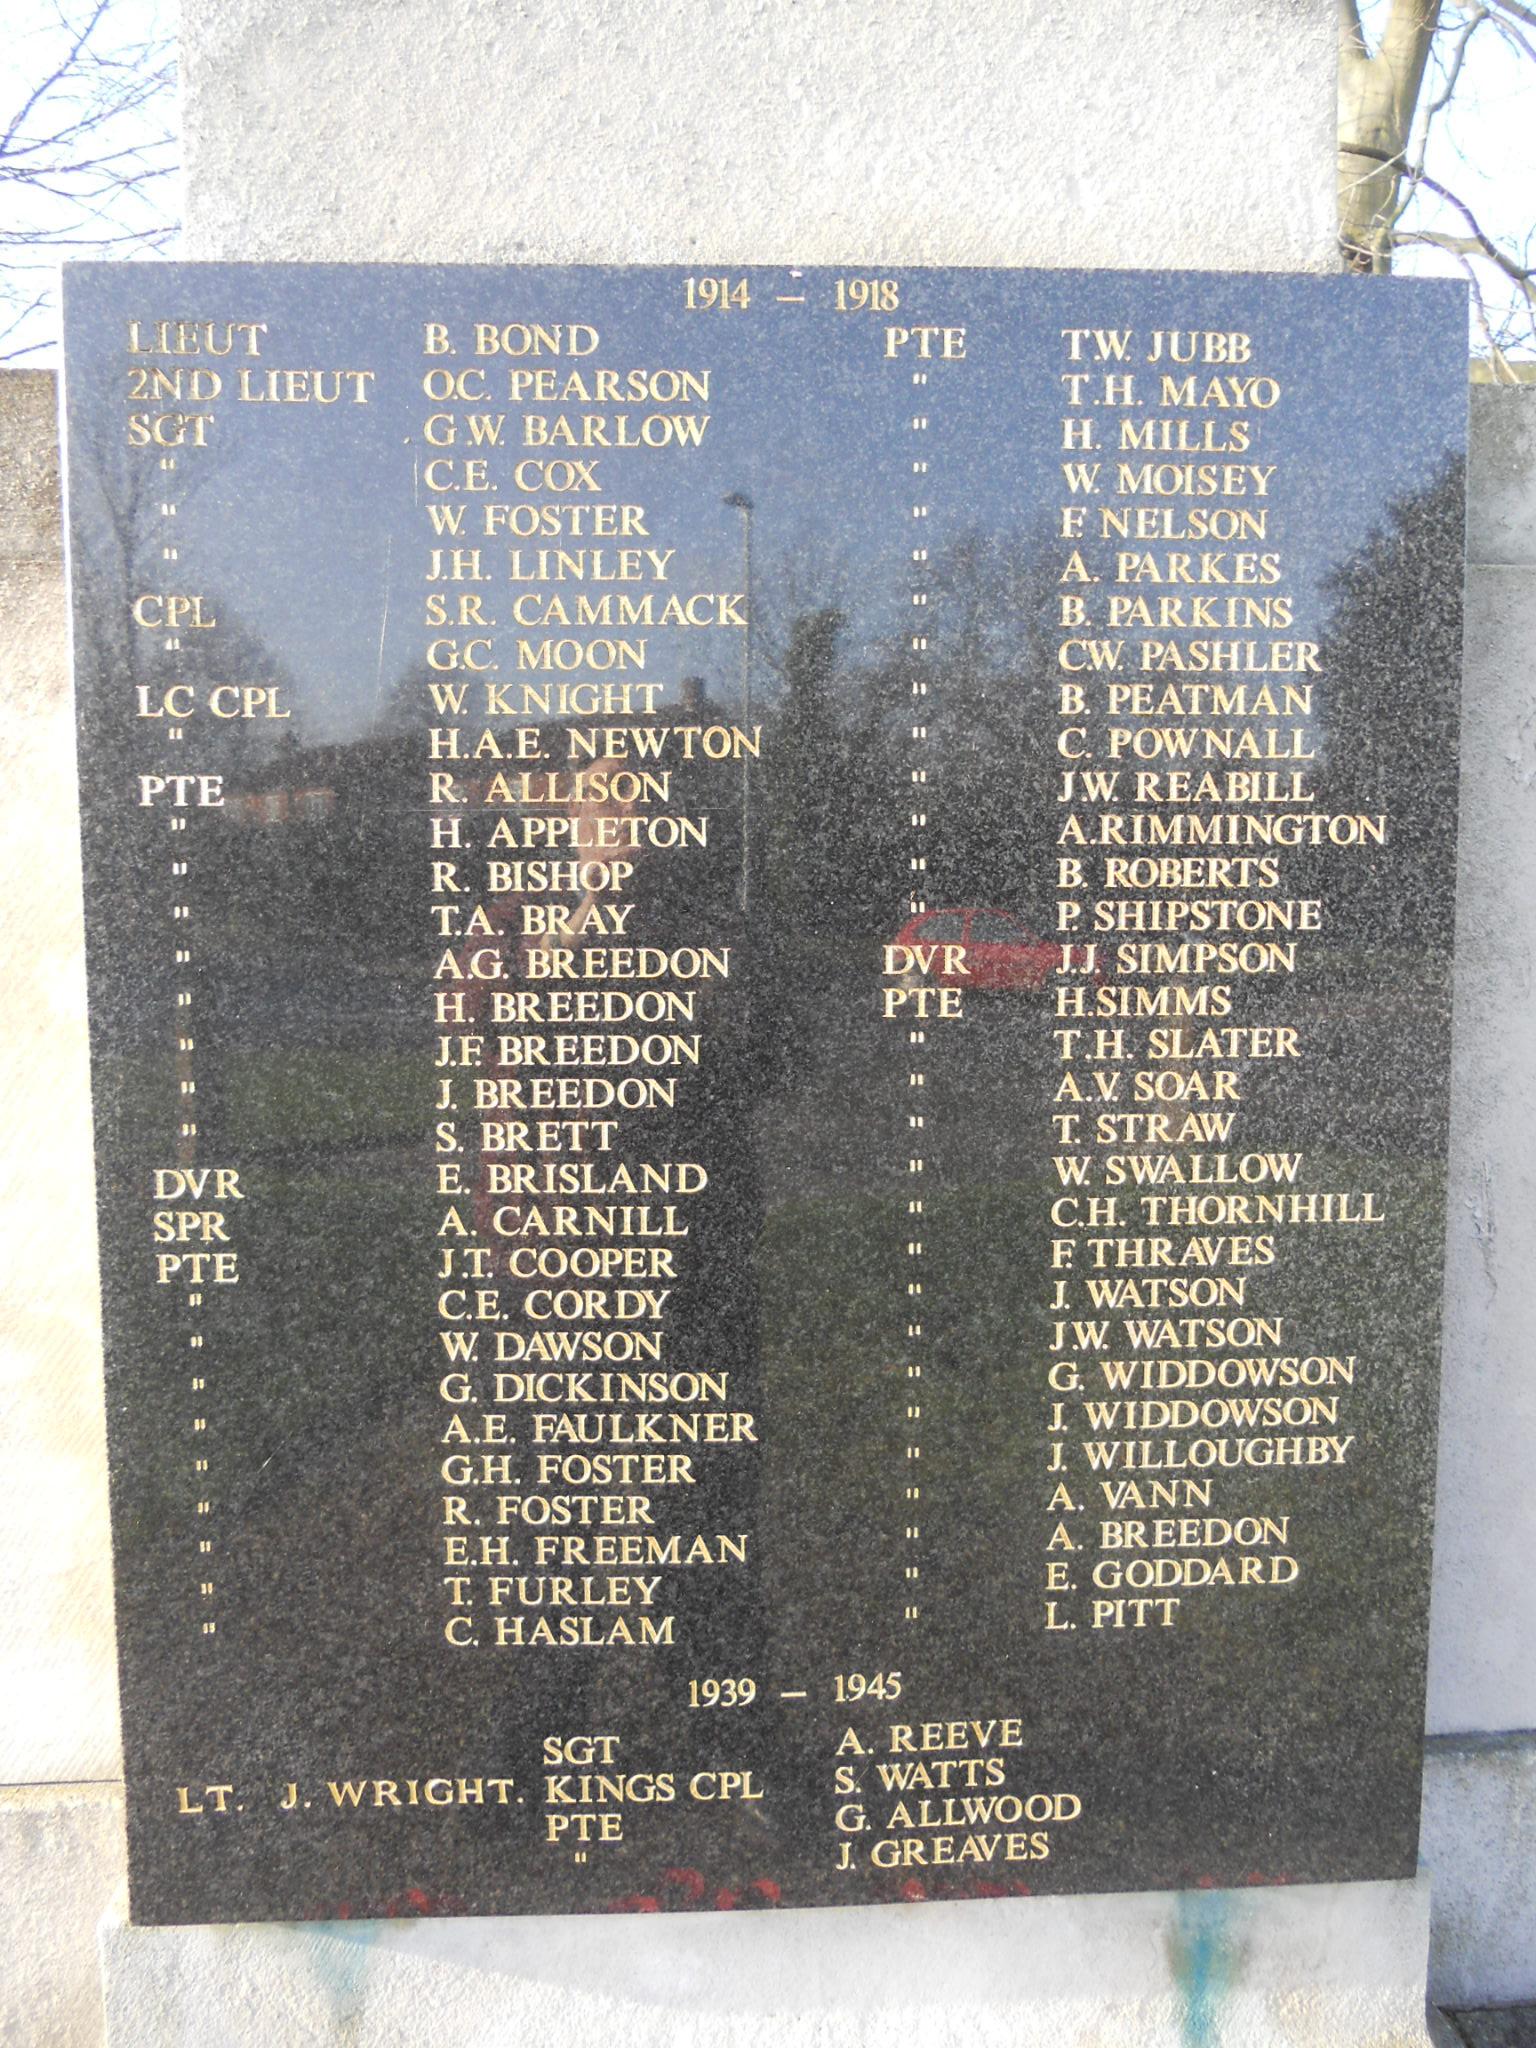 1914 – 1918
LIEUT B. BOND PTE T.W. JUBB
2ND LIEUT O.C. PEARSON " T.H. MAYO
SGT G.W. BARLOW " H. MILLS
" C.E. COX " W. MOISEY
" W. FOSTER " F. NELSON
" J.H. LINLEY " A. PARKES
CPL S.R. CAMMACK " B. PARKINS
" G.C. MOON " C.W. PASHLER
LC CPL W. KNIGHT " B. PEATMAN
" H.A.E. NEWTON " C. POWNALL
PTE R. ALLISON " J.W. REABILL
" H. APPLETON " A.RIMMINGTON
" R. BISHOP " B. ROBERTS
" T.A. BRAY " P. SHIPSTONE
" A.G. BREEDON DVR J.J. SIMPSON
" H. BREEDON PTE H.SIMMS
" J.F. BREEDON " T.H. SLATER
" J. BREEDON " A.V. SOAR
" S. BRETT " T. STRAW
DVR E. BRISLAND " W. SWALLOW
SPR A. CARNILL " C.H. THORNHILL
PTE J.T. COOPER " F. THRAVES
" C.E. CORDY " J. WATSON
" W. DAWSON " J.W. WATSON
" G. DICKINSON " G. WIDDOWSON
" A.E. FAULKNER " J. WIDDOWSON
" G.H. FOSTER " J. WILLOUGHBY
" R. FOSTER " A. VANN
" E.H. FREEMAN " A. BREEDON
" T. FURLEY " E. GODDARD
" C. HASLAM " L. PITT
1939 – 1945
SGT A. REEVE
LT. J. WRIGHT. KINGS CPL S. WATTS
PTE G. ALLWOOD
" J. GREAVES